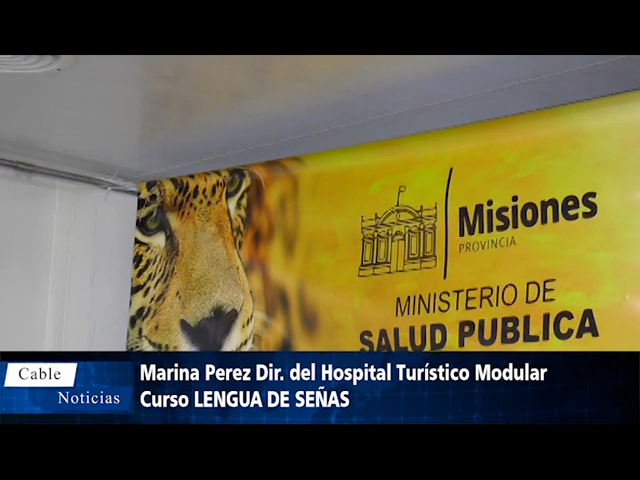 Misiones
PROVINCIA
MINISTERIO DE
SALUD PUBLICA
Cable
Noticias
Marina Perez Dir. del Hospital Turístico Modular
Curso LENGUA DE SEÑAS